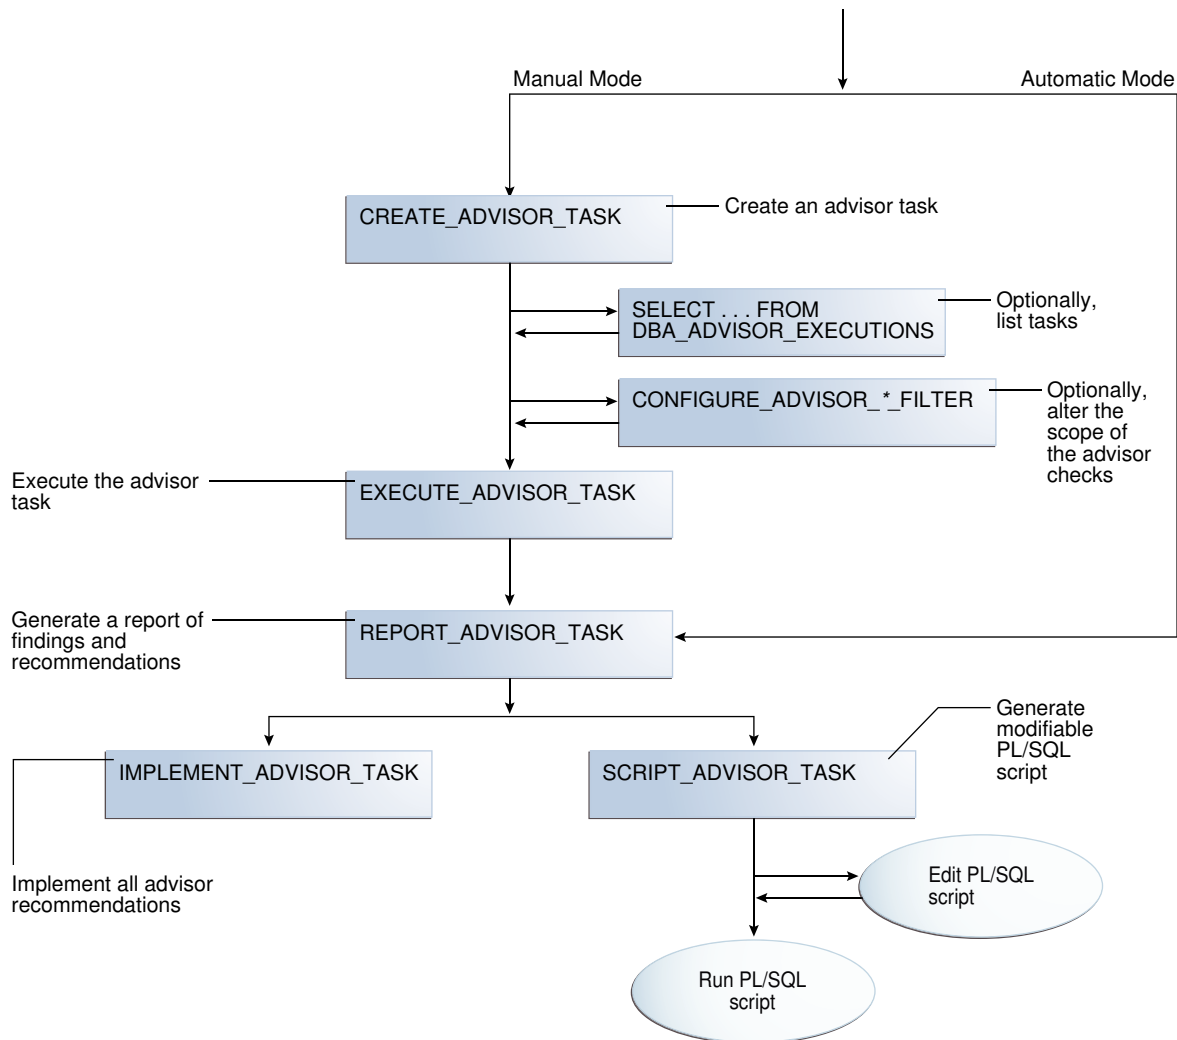 Manual Mode
Automatic Mode
CREATE_ADVISOR_TASK
Create an advisor task
SELECT . . . FROM
DBA_ADVISOR_EXECUTIONS
Optionally,
list tasks
CONFIGURE_ADVISOR_*_FILTER
Optionally,
alter the
scope of
the advisor
checks
Execute the advisor
task
EXECUTE_ADVISOR_TASK
Generate a report of
findings and
recommendations
REPORT_ADVISOR_TASK
IMPLEMENT_ADVISOR_TASK
SCRIPT_ADVISOR_TASK
Generate
modifiable
PL/SQL
script
Implement all advisor
recommendations
Edit PL/SQL
script
Run PL/SQL
script